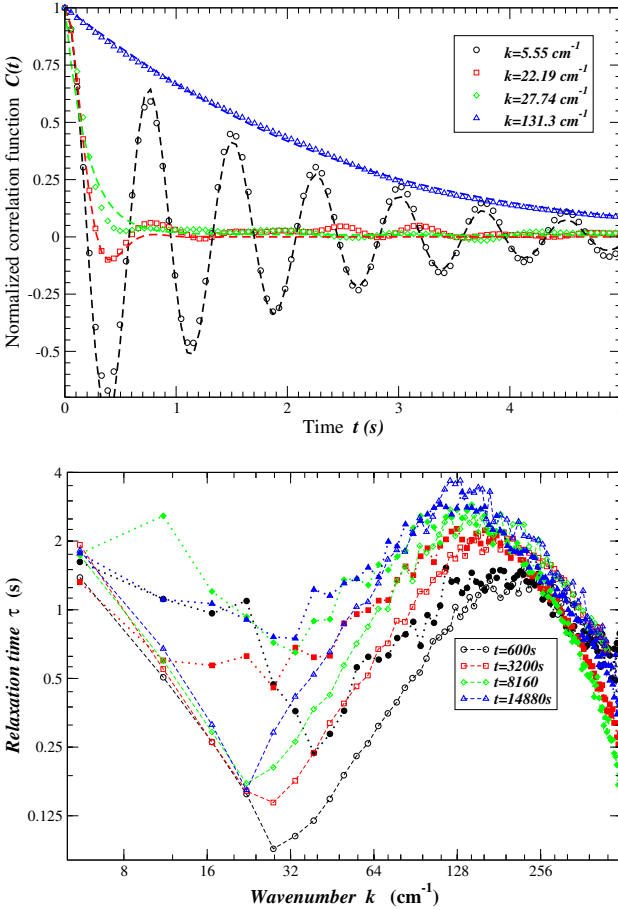 1
0.75
0.5
0.25
0
-0.25
-0.5
Normalized correlation function C(t)
k=5.55 cm⁻¹
k=22.19 cm⁻¹
k=27.74 cm⁻¹
k=131.3 cm⁻¹
0 1 2 3 4
Time t (s)
4
2
1
0.5
0.25
0.125
Relaxation time τ (s)
t=600s
t=3200s
t=8160
t=14880s
8 16 32 64 128 256
Wavenumber k (cm⁻¹)